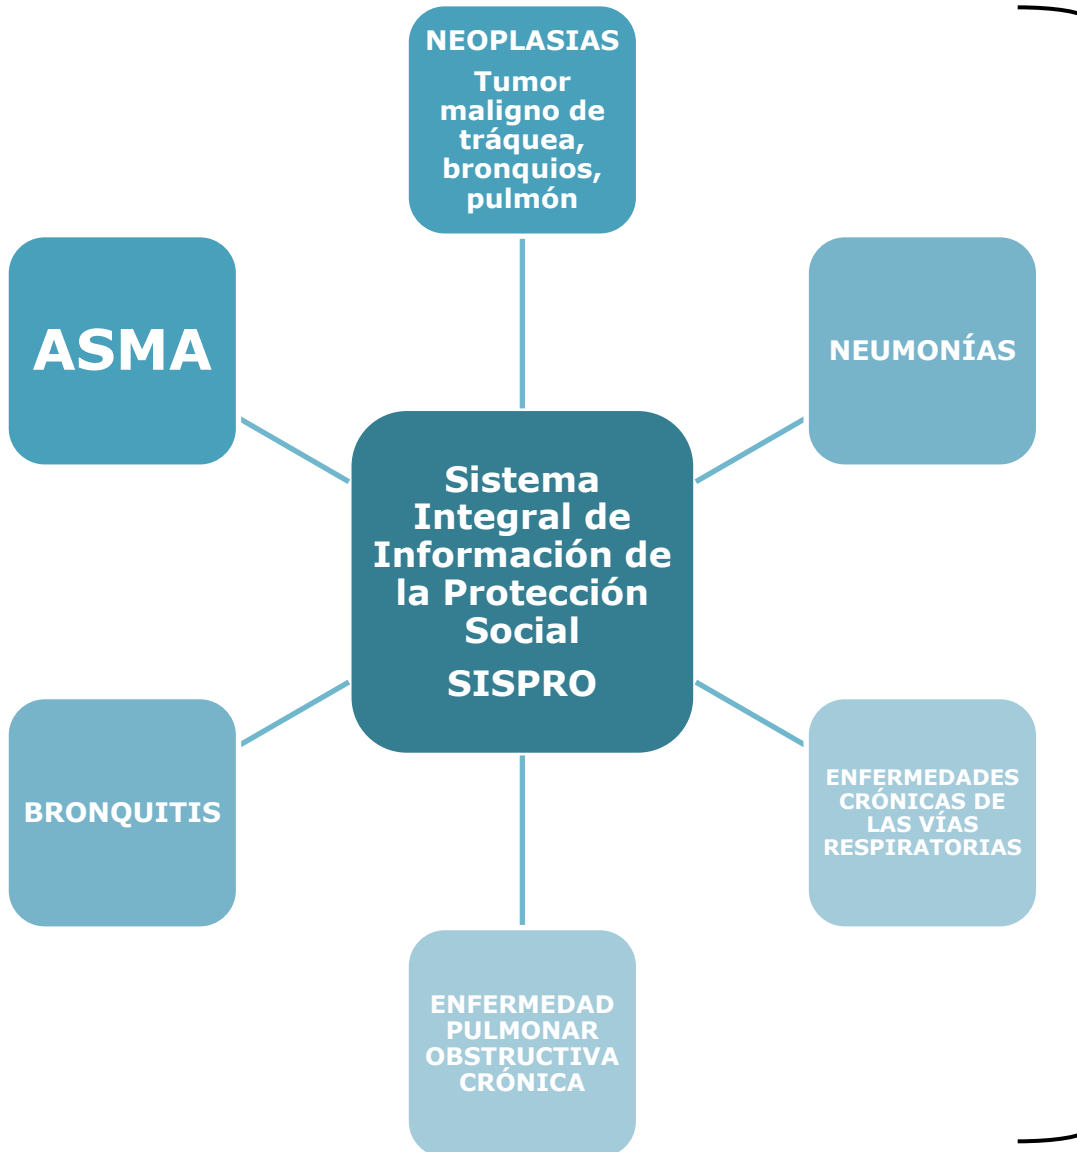 NEOPLASIAS
Tumor
maligno de
tráquea,
bronquios,
pulmón
ASMA
NEUMONÍAS
Sistema
Integral de
Información de
la Protección
Social
SISPRO
BRONQUITIS
ENFERMEDADES
CRÓNICAS DE
LAS VÍAS
RESPIRATORIAS
ENFERMEDAD
PULMONAR
OBSTRUCTIVA
CRÓNICA